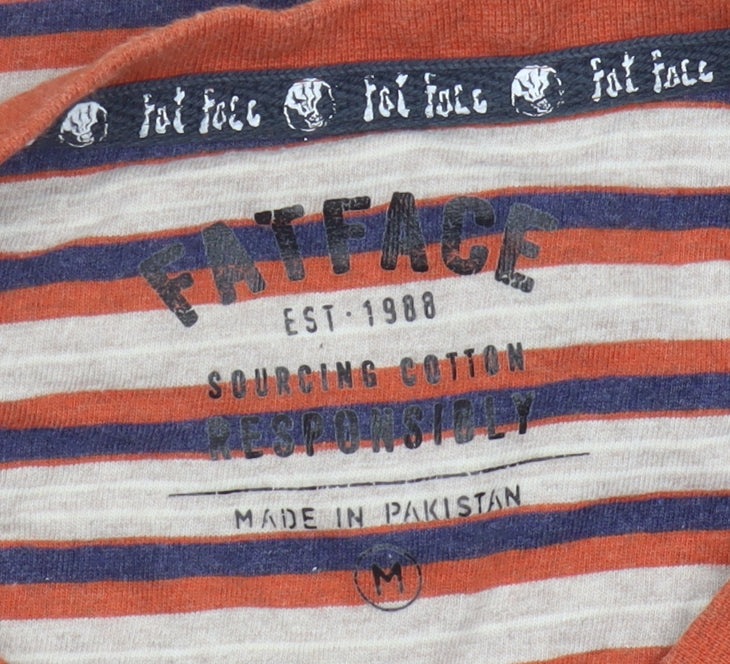 Fat Face Fat Face Fat Face
FATFACE
EST·1988
SOURCING COTTON
RESPONSIBLY
MADE IN PAKISTAN
M